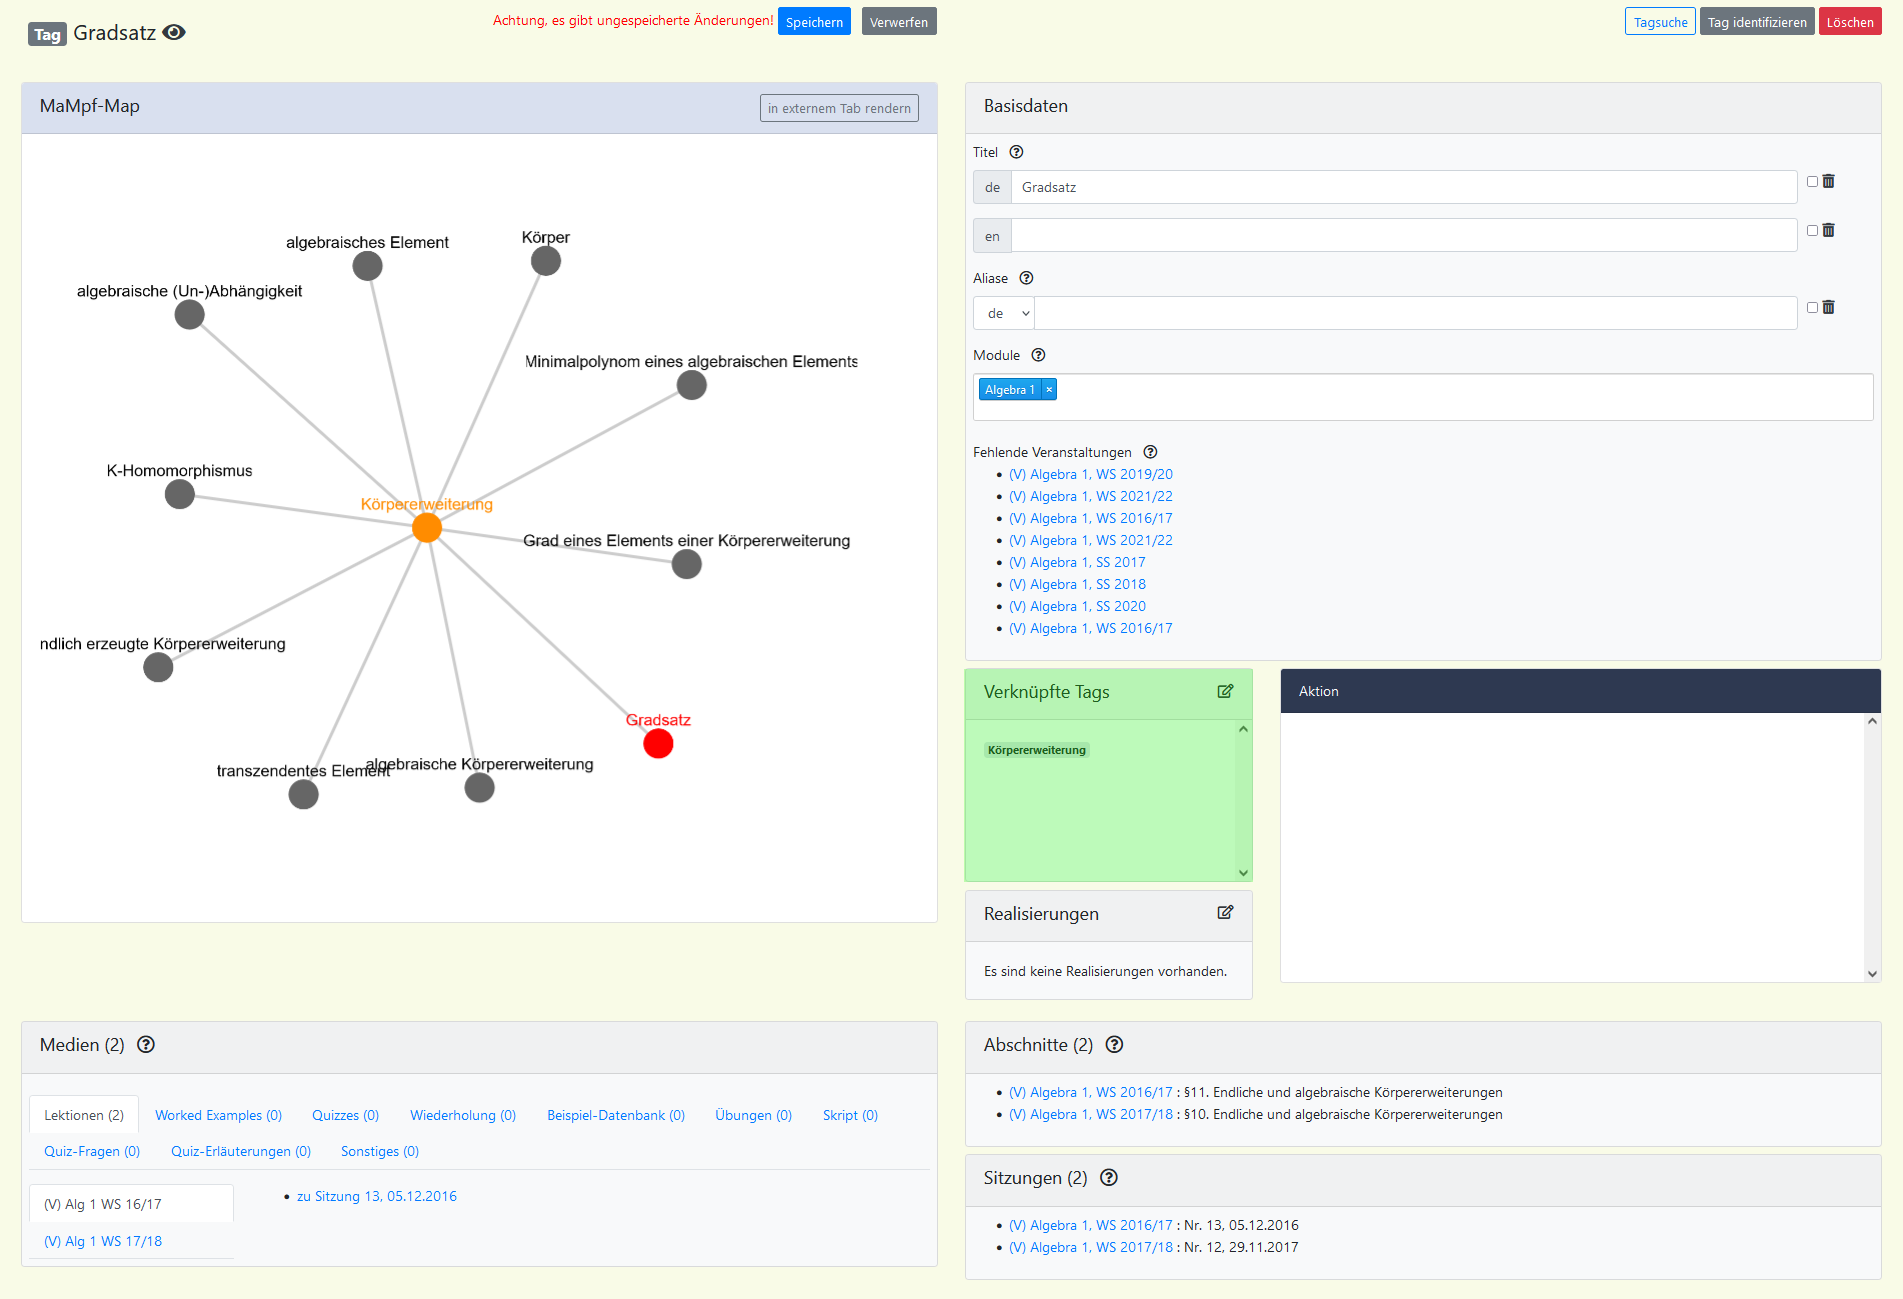 Tag Gradsatz
Achtung, es gibt ungespeicherte Änderungen! Speichern Verwerfen
Tagsuche Tag identifizieren Löschen
MaMpf-Map
in externem Tab rendern
algebraisches Element
Körper
algebraische (Un-)Abhängigkeit
Minimalpolynom eines algebraischen Elements
K-Homomorphismus
Körpererweiterung
Grad eines Elements einer Körpererweiterung
ndlich erzeugte Körpererweiterung
Gradsatz
transzendentes Element
algebraische Körpererweiterung
Basisdaten
Titel
de Gradsatz
en
Aliase
de
Module
Algebra 1 ×
Fehlende Veranstaltungen
(V) Algebra 1, WS 2019/20
(V) Algebra 1, WS 2021/22
(V) Algebra 1, WS 2016/17
(V) Algebra 1, WS 2021/22
(V) Algebra 1, SS 2017
(V) Algebra 1, SS 2018
(V) Algebra 1, SS 2020
(V) Algebra 1, WS 2016/17
Verknüpfte Tags
Körpererweiterung
Aktion
Realisierungen
Es sind keine Realisierungen vorhanden.
Medien (2)
Lektionen (2) Worked Examples (0) Quizzes (0) Wiederholung (0) Beispiel-Datenbank (0) Übungen (0) Skript (0)
Quiz-Fragen (0) Quiz-Erläuterungen (0) Sonstiges (0)
(V) Alg 1 WS 16/17
(V) Alg 1 WS 17/18
zu Sitzung 13, 05.12.2016
Abschnitte (2)
(V) Algebra 1, WS 2016/17 : §11. Endliche und algebraische Körpererweiterungen
(V) Algebra 1, WS 2017/18 : §10. Endliche und algebraische Körpererweiterungen
Sitzungen (2)
(V) Algebra 1, WS 2016/17 : Nr. 13, 05.12.2016
(V) Algebra 1, WS 2017/18 : Nr. 12, 29.11.2017